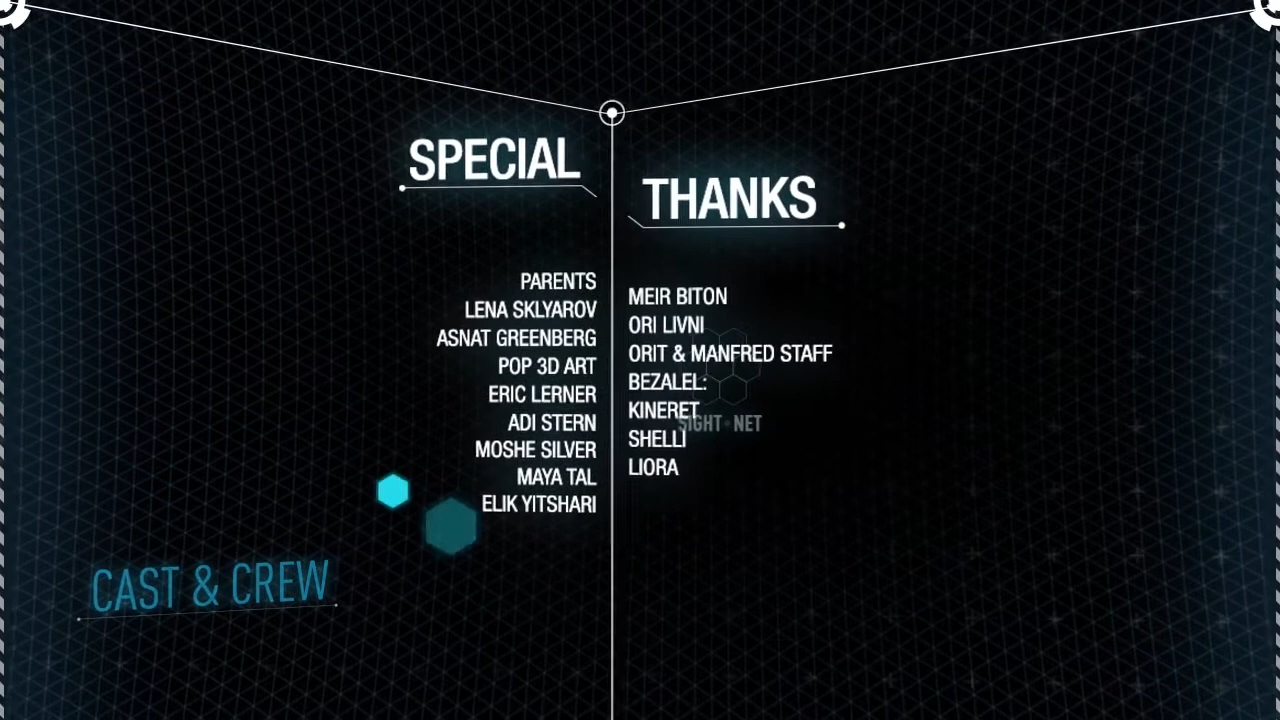 SPECIAL
THANKS
PARENTS
LENA SKLYAROV
ASNAT GREENBERG
POP 3D ART
ERIC LERNER
ADI STERN
MOSHE SILVER
MAYA TAL
ELIK YITSHARI
MEIR BITON
ORI LIVNI
ORIT & MANFRED STAFF
BEZALEL:
KINERET
SHELLI
LIORA
SIGHT NET
CAST & CREW